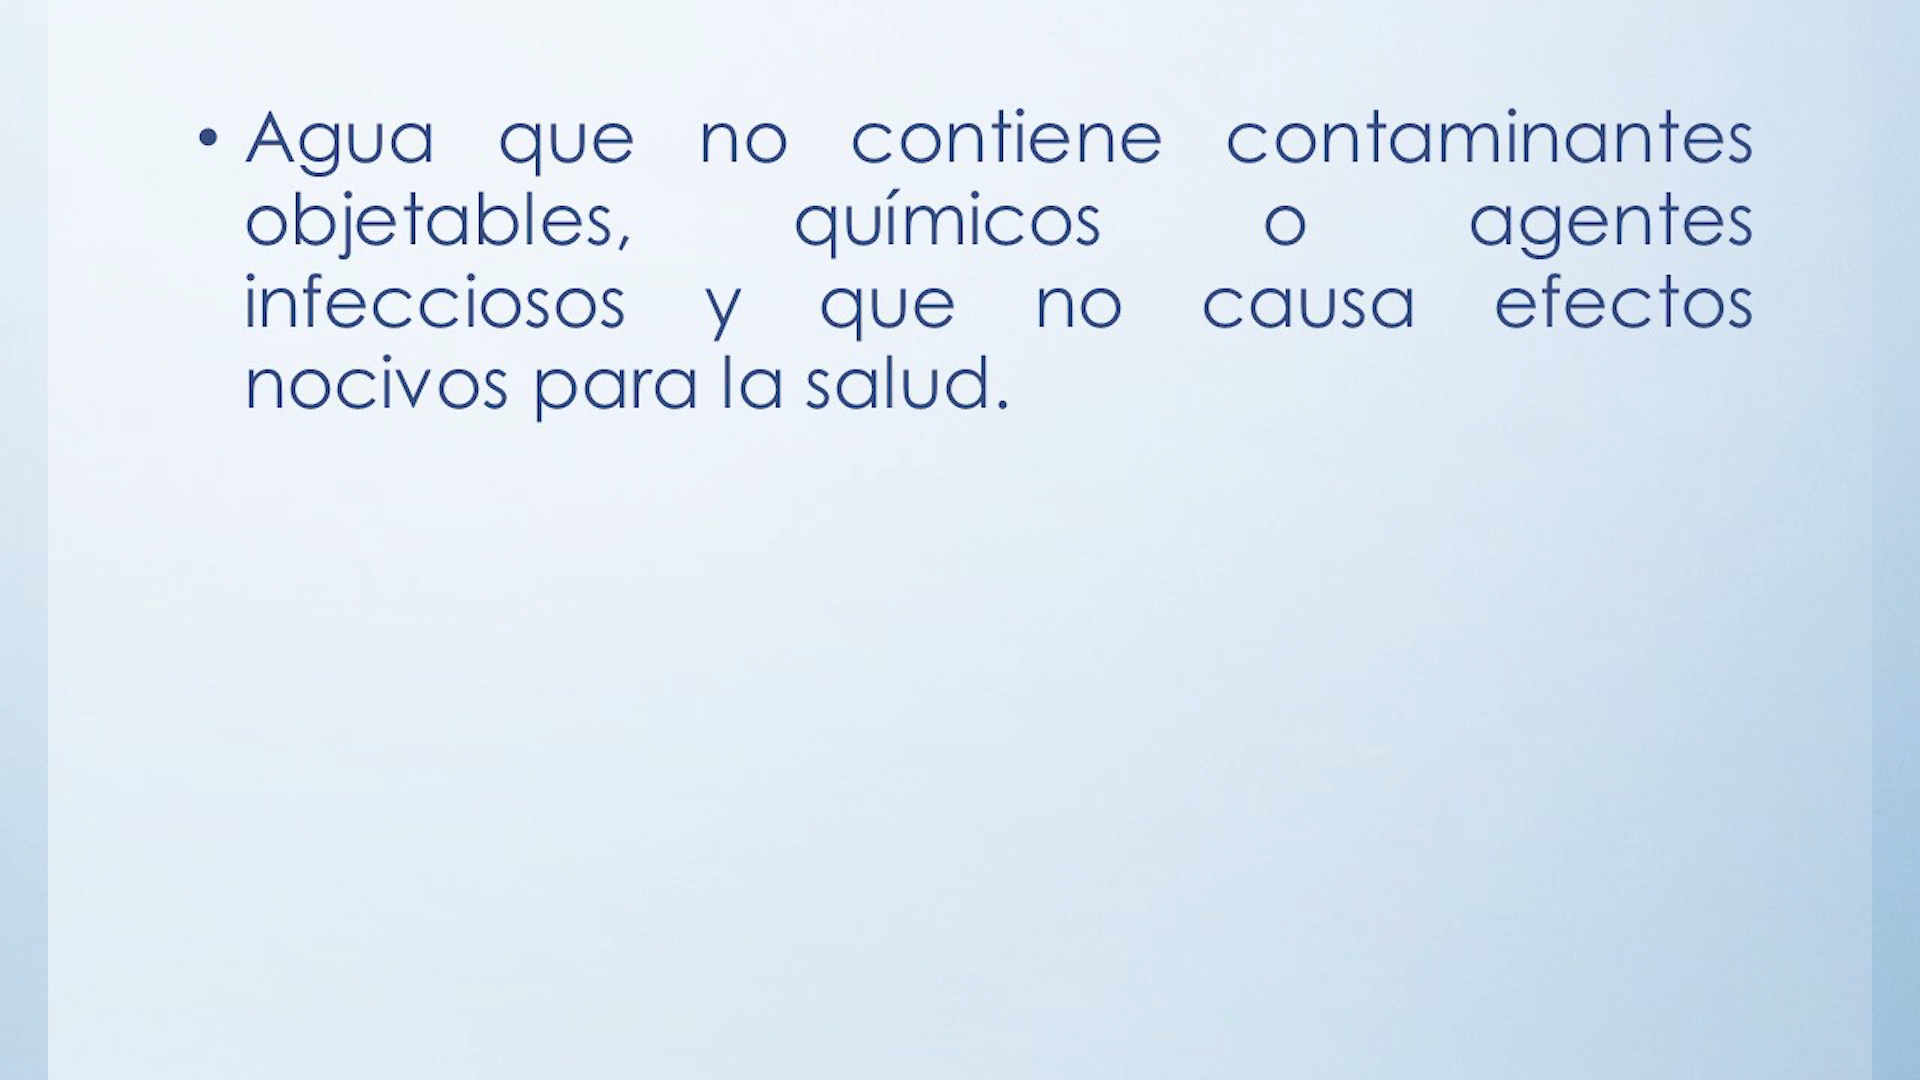 • Agua que no contiene contaminantes
objetables, químicos o agentes
infecciosos y que no causa efectos
nocivos para la salud.